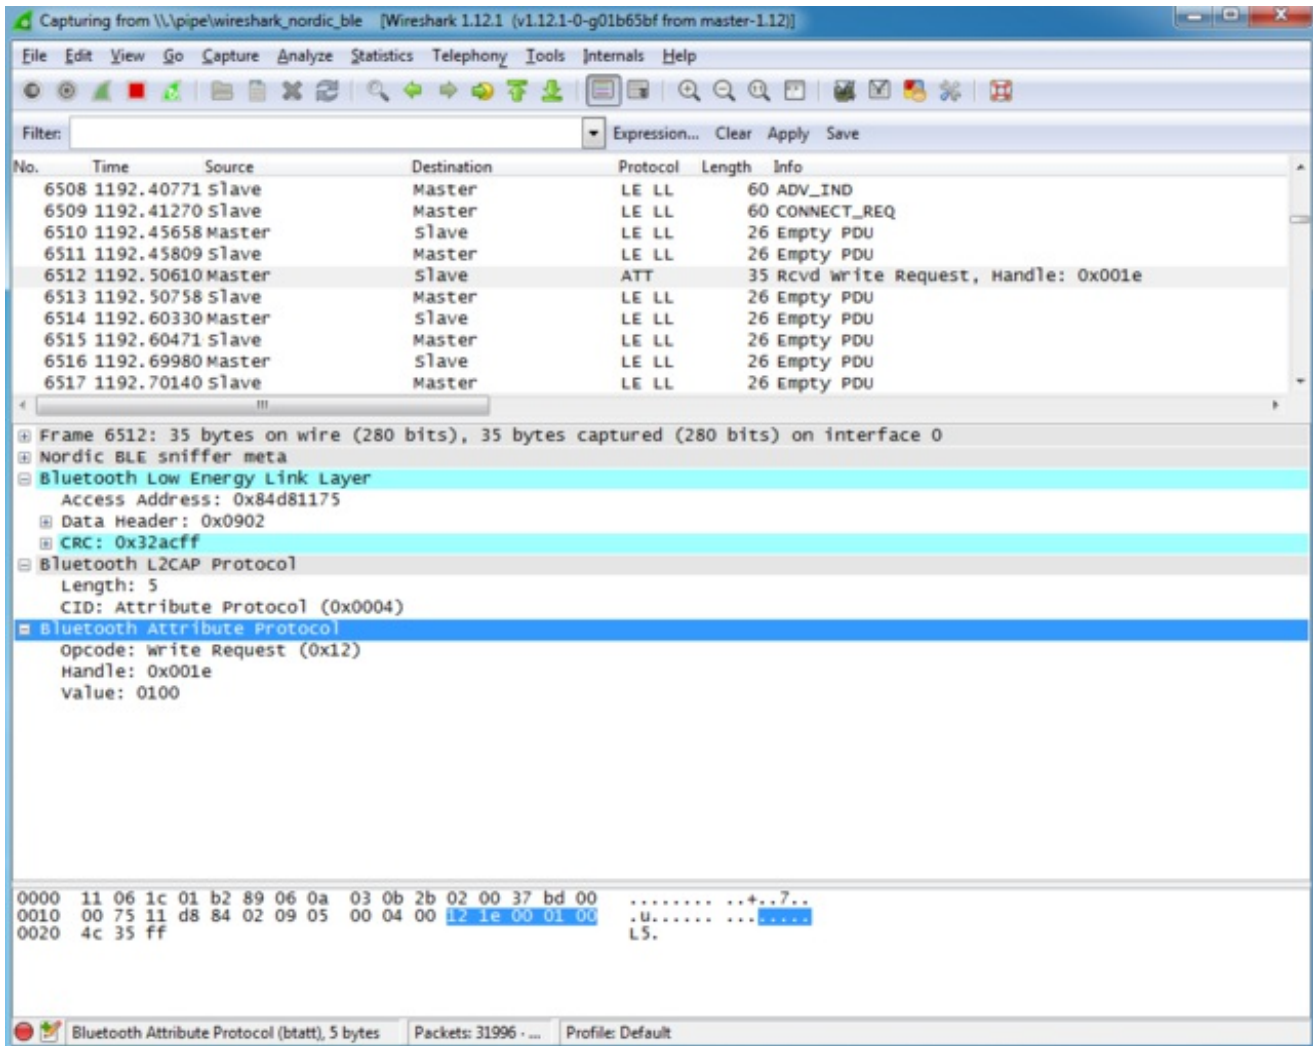 Capturing from \\.\pipe\wireshark_nordic_ble [Wireshark 1.12.1 (v1.12.1-0-g01b65bf from master-1.12)]
File Edit View Go Capture Analyze Statistics Telephony Tools Internals Help
Filter: Expression... Clear Apply Save
No. Time Source Destination Protocol Length Info
6508 1192.40771 Slave Master LE LL 60 ADV_IND
6509 1192.41270 Slave Master LE LL 60 CONNECT_REQ
6510 1192.45658 Master Slave LE LL 26 Empty PDU
6511 1192.45809 Slave Master LE LL 26 Empty PDU
6512 1192.50610 Master Slave ATT 35 Rcvd Write Request, Handle: 0x001e
6513 1192.50758 Slave Master LE LL 26 Empty PDU
6514 1192.60330 Master Slave LE LL 26 Empty PDU
6515 1192.60471 Slave Master LE LL 26 Empty PDU
6516 1192.69980 Master Slave LE LL 26 Empty PDU
6517 1192.70140 Slave Master LE LL 26 Empty PDU
Frame 6512: 35 bytes on wire (280 bits), 35 bytes captured (280 bits) on interface 0
Nordic BLE sniffer meta
Bluetooth Low Energy Link Layer
Access Address: 0x84d81175
Data Header: 0x0902
CRC: 0x32acff
Bluetooth L2CAP Protocol
Length: 5
CID: Attribute Protocol (0x0004)
Bluetooth Attribute Protocol
Opcode: Write Request (0x12)
Handle: 0x001e
Value: 0100
0000 11 06 1c 01 b2 89 06 0a 03 0b 2b 02 00 37 bd 00 ........ ..+..7..
0010 00 75 11 d8 84 02 09 05 00 04 00 12 1e 00 01 00 .u...... ........
0020 4c 35 ff L5.
Bluetooth Attribute Protocol (btatt), 5 bytes Packets: 31996 - ... Profile: Default